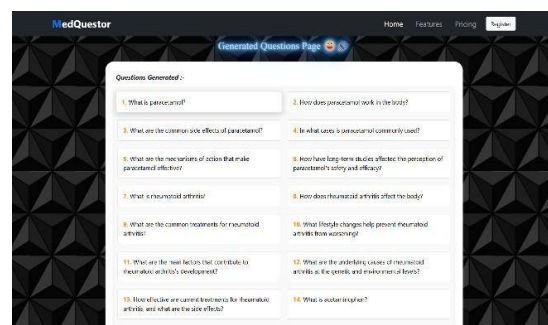 MedQuestor
Home Features Pricing Register
Generated Questions Page
Questions Generated :-
1. What is paracetamol?
2. How does paracetamol work in the body?
3. What are the common side effects of paracetamol?
4. In what cases is paracetamol commonly used?
5. What are the mechanisms of action that make
paracetamol effective?
6. How have long-term studies affected the perception of
paracetamol's safety and efficacy?
7. What is rheumatoid arthritis?
8. How does rheumatoid arthritis affect the body?
9. What are the common treatments for rheumatoid
arthritis?
10. What lifestyle changes help prevent rheumatoid
arthritis from worsening?
11. What are the main factors that contribute to
rheumatoid arthritis's development?
12. What are the underlying causes of rheumatoid
arthritis at the genetic and environmental levels?
13. How effective are current treatments for rheumatoid
arthritis, and what are the side effects?
14. What is acetaminophen?